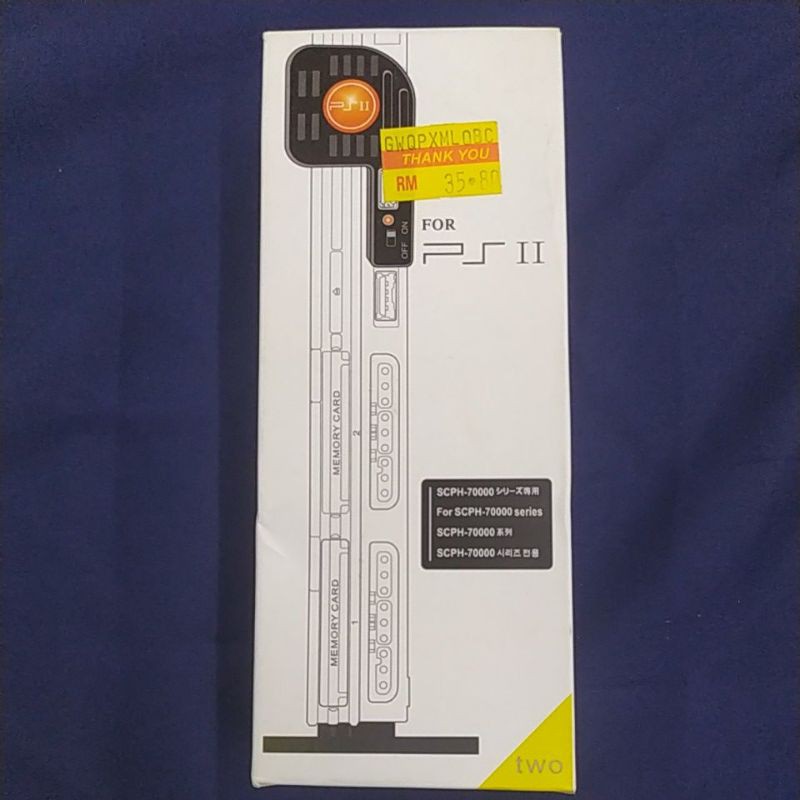 PS II
GWQPXMLOBC
THANK YOU
RM 35.80
OFF ON
FOR
PS II
MEMORY CARD
2
MEMORY CARD
1
SCPH-70000 シリーズ専用
For SCPH-70000 series
SCPH-70000 系列
SCPH-70000 시리즈 전용
two